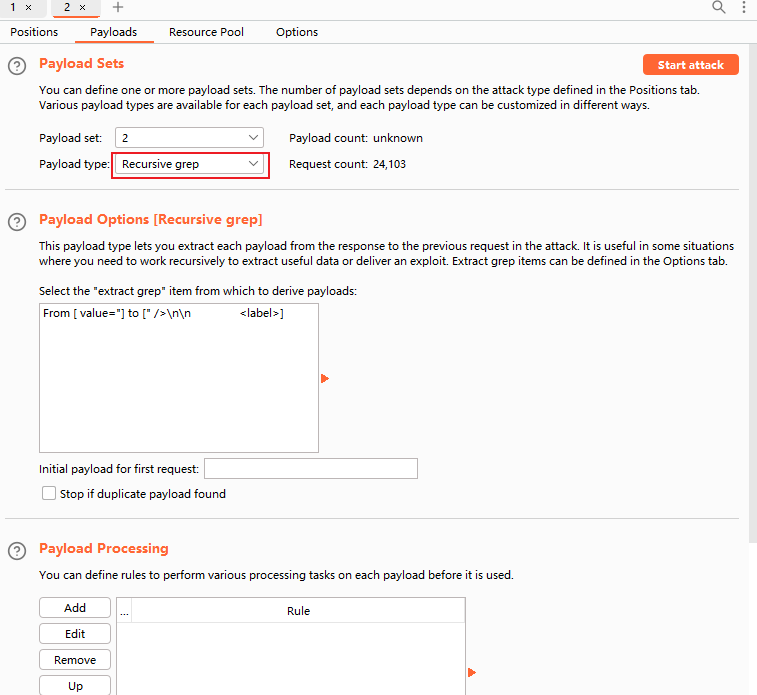 1 × 2 × +
Positions Payloads Resource Pool Options
? Payload Sets Start attack
You can define one or more payload sets. The number of payload sets depends on the attack type defined in the Positions tab.
Various payload types are available for each payload set, and each payload type can be customized in different ways.
Payload set: 2 Payload count: unknown
Payload type: Recursive grep Request count: 24,103
? Payload Options [Recursive grep]
This payload type lets you extract each payload from the response to the previous request in the attack. It is useful in some situations
where you need to work recursively to extract useful data or deliver an exploit. Extract grep items can be defined in the Options tab.
Select the "extract grep" item from which to derive payloads:
From [ value="] to [" />\n\n <label>]
Initial payload for first request:
Stop if duplicate payload found
? Payload Processing
You can define rules to perform various processing tasks on each payload before it is used.
Add ... Rule
Edit
Remove
Up